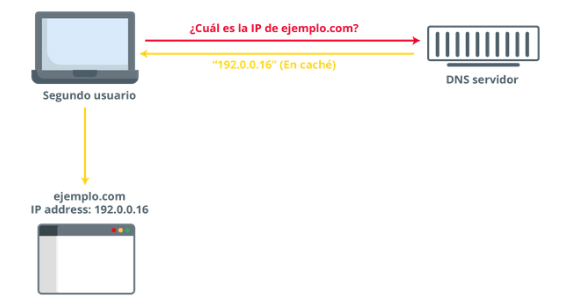 ¿Cuál es la IP de ejemplo.com?
"192.0.0.16" (En caché)
DNS servidor
Segundo usuario
ejemplo.com
IP address: 192.0.0.16